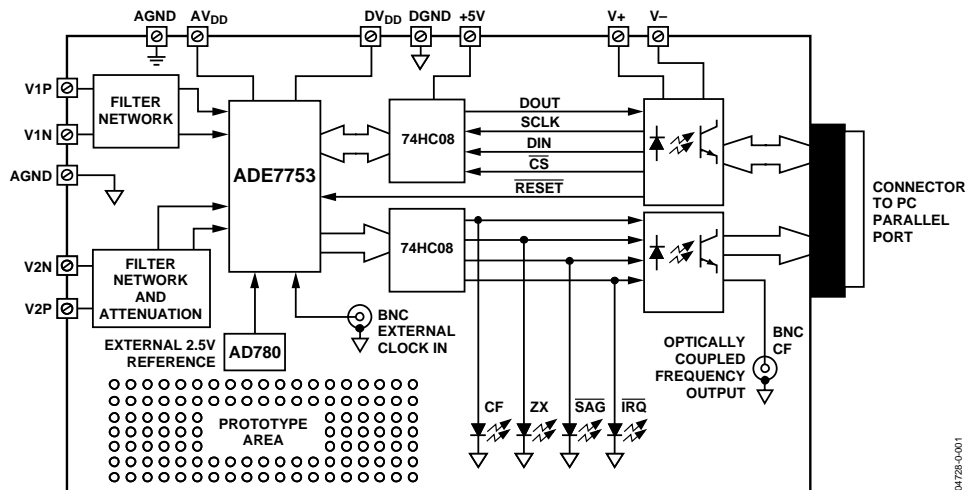 AGND AVDD DVDD DGND +5V V+ V–
V1P
V1N
AGND
V2N
V2P
FILTER
NETWORK
FILTER
NETWORK
AND
ATTENUATION
ADE7753
74HC08
DOUT
SCLK
DIN
CS
RESET
74HC08
CONNECTOR
TO PC
PARALLEL
PORT
EXTERNAL 2.5V
REFERENCE
AD780
BNC
EXTERNAL
CLOCK IN
OPTICALLY
COUPLED
FREQUENCY
OUTPUT
BNC
CF
PROTOTYPE
AREA
CF ZX SAG IRQ
04728-0-001